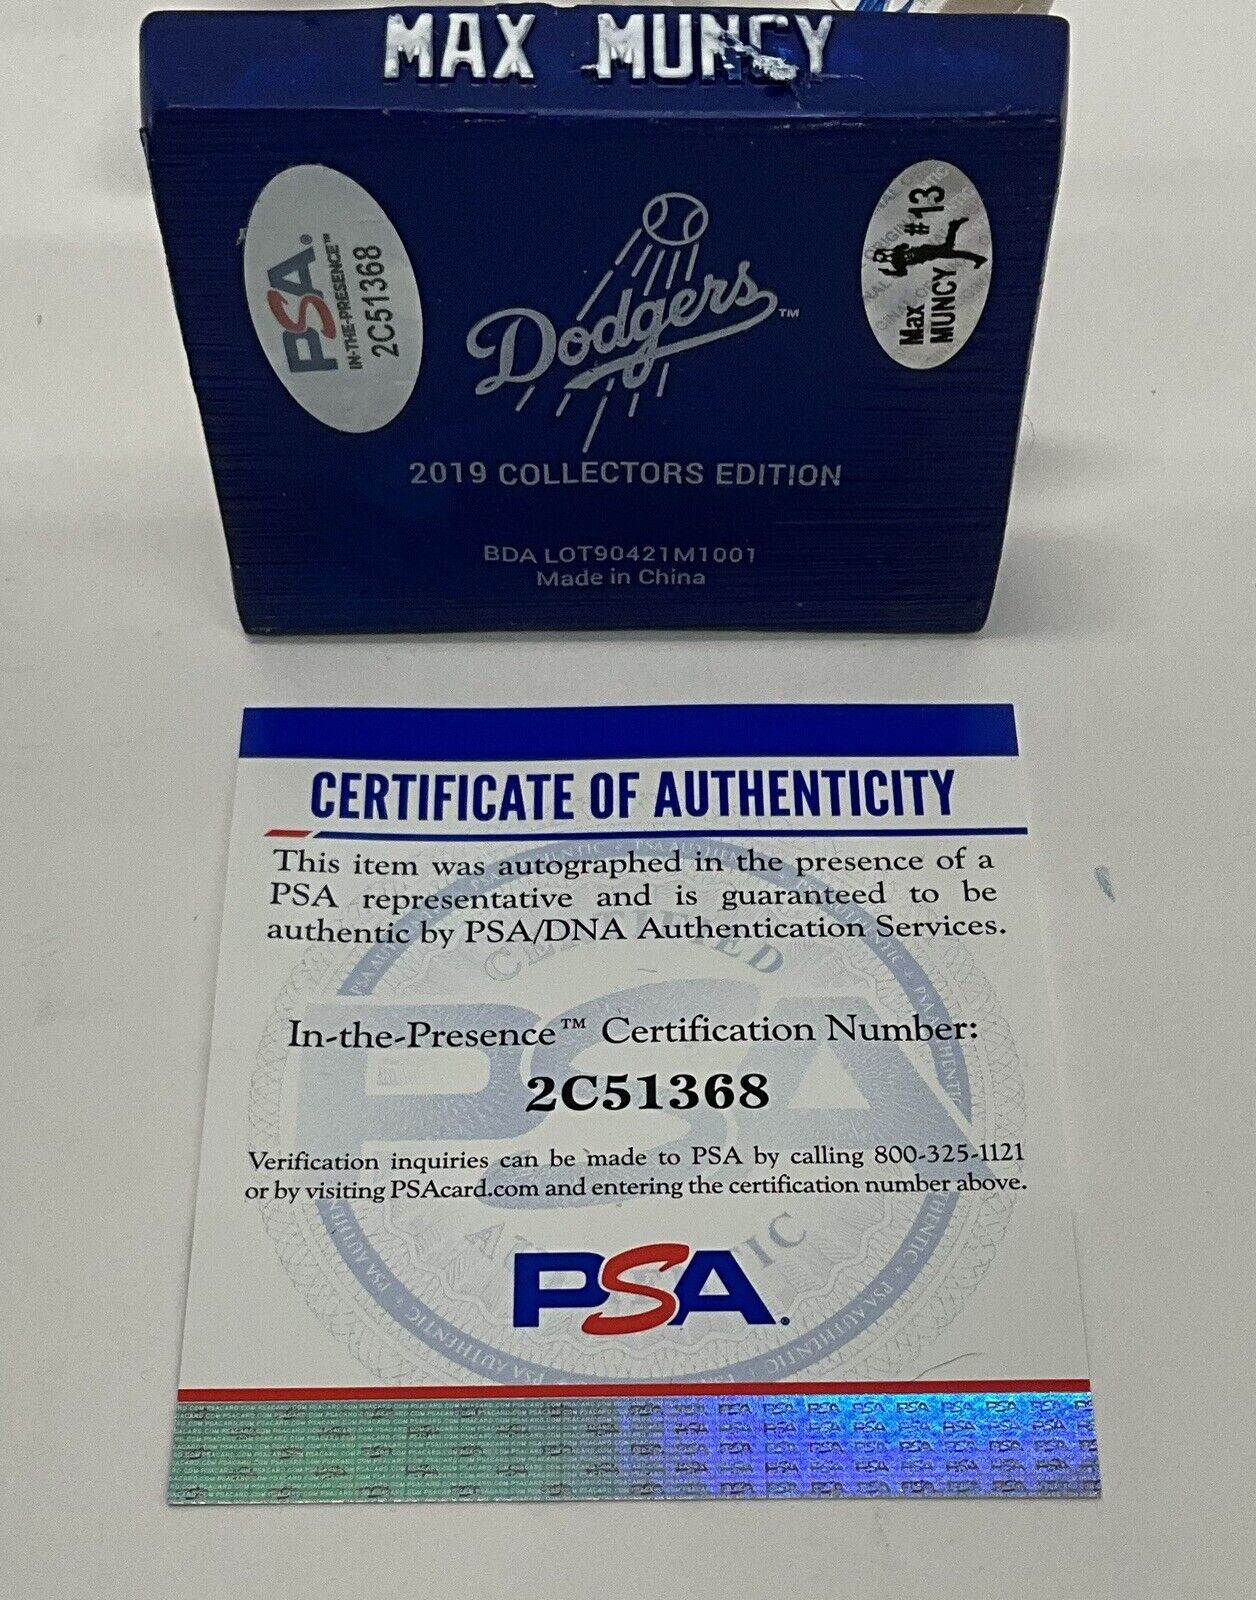 MAX MUNCY
PSA®
IN-THE-PRESENCE™
2C51368
Dodgers™
Max #13
MUNCY
2019 COLLECTORS EDITION
BDA LOT90421M1001
Made in China
CERTIFICATE OF AUTHENTICITY
This item was autographed in the presence of a
PSA representative and is guaranteed to be
authentic by PSA/DNA Authentication Services.
In-the-Presence™ Certification Number:
2C51368
Verification inquiries can be made to PSA by calling 800-325-1121
or by visiting PSAcard.com and entering the certification number above.
PSA®